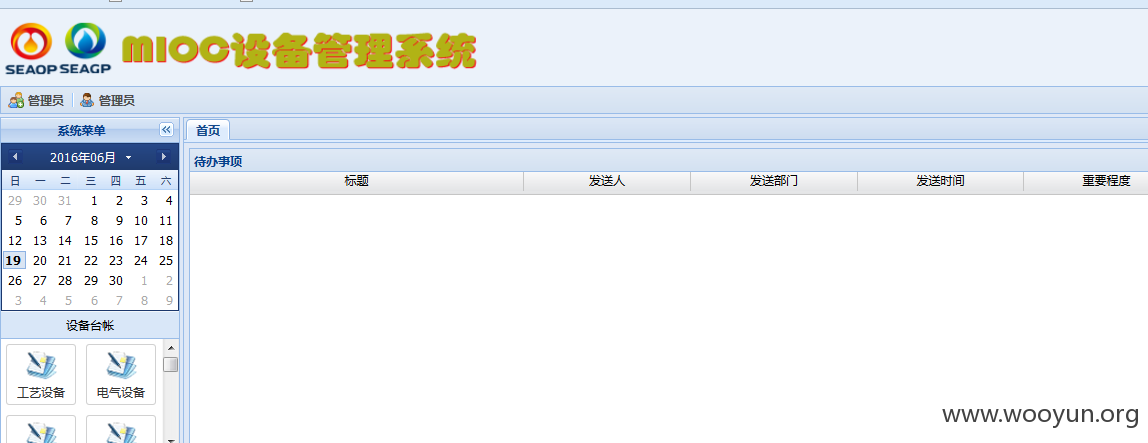 SEAOP SEAGP MIOC设备管理系统
管理员 管理员
系统菜单
2016年06月
日 一 二 三 四 五 六
29 30 31 1 2 3 4
5 6 7 8 9 10 11
12 13 14 15 16 17 18
19 20 21 22 23 24 25
26 27 28 29 30 1 2
3 4 5 6 7 8 9
设备台帐
工艺设备 电气设备
首页
待办事项
标题 发送人 发送部门 发送时间 重要程度
www.wooyun.org